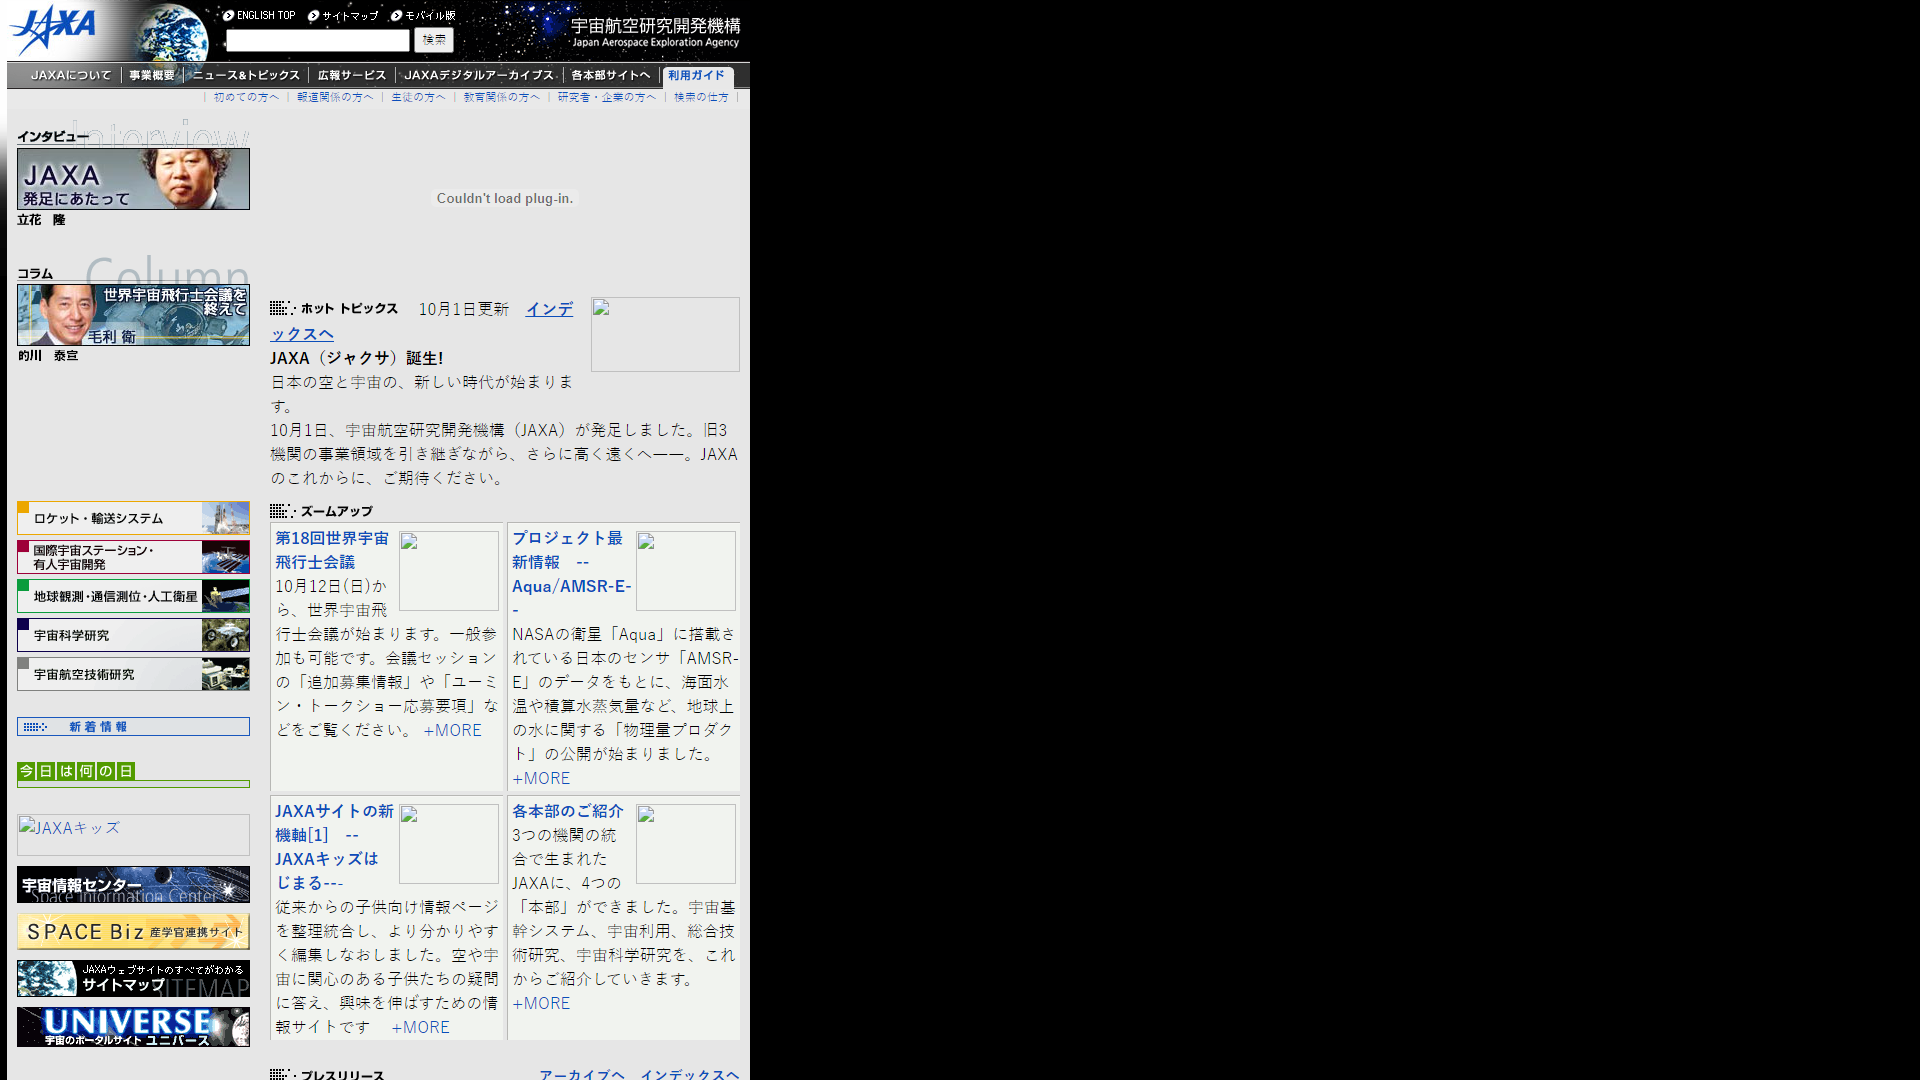 JAXA
ENGLISH TOP サイトマップ モバイル版
検索
宇宙航空研究開発機構
Japan Aerospace Exploration Agency
JAXAについて 事業概要 ニュース&トピックス 広報サービス JAXAデジタルアーカイブス 各本部サイトへ 利用ガイド
| 初めての方へ | 報道関係の方へ | 生徒の方へ | 教育関係の方へ | 研究者・企業の方へ | 検索の仕方 |
インタビュー Interview
JAXA
発足にあたって
立花 隆
コラム Column
世界宇宙飛行士会議を
終えて
毛利 衛
的川 泰宣
ロケット・輸送システム
国際宇宙ステーション・
有人宇宙開発
地球観測・通信測位・人工衛星
宇宙科学研究
宇宙航空技術研究
新着情報
今日は何の日
JAXAキッズ
宇宙情報センター
Space Information Center
SPACE Biz 産学官連携サイト
JAXAウェブサイトのすべてがわかる
サイトマップ SITEMAP
UNIVERSE
宇宙のポータルサイト ユニバース
Couldn't load plug-in.
ホット トピックス 10月1日更新 インデ
ックスへ
JAXA（ジャクサ）誕生!
日本の空と宇宙の、新しい時代が始まりま
す。
10月1日、宇宙航空研究開発機構（JAXA）が発足しました。旧3
機関の事業領域を引き継ぎながら、さらに高く遠くへ――。JAXA
のこれからに、ご期待ください。
ズームアップ
第18回世界宇宙
飛行士会議
10月12日(日)か
ら、世界宇宙飛
行士会議が始まります。一般参
加も可能です。会議セッション
の「追加募集情報」や「ユーミ
ン・トークショー応募要項」な
どをご覧ください。 +MORE
プロジェクト最
新情報 --
Aqua/AMSR-E-
-
NASAの衛星「Aqua」に搭載さ
れている日本のセンサ「AMSR-
E」のデータをもとに、海面水
温や積算水蒸気量など、地球上
の水に関する「物理量プロダク
ト」の公開が始まりました。
+MORE
JAXAサイトの新
機軸[1] --
JAXAキッズは
じまる---
従来からの子供向け情報ページ
を整理統合し、より分かりやす
く編集しなおしました。空や宇
宙に関心のある子供たちの疑問
に答え、興味を伸ばすための情
報サイトです +MORE
各本部のご紹介
3つの機関の統
合で生まれた
JAXAに、4つの
「本部」ができました。宇宙基
幹システム、宇宙利用、総合技
術研究、宇宙科学研究を、これ
からご紹介していきます。
+MORE
プレスリリース アーカイブへ インデックスへ